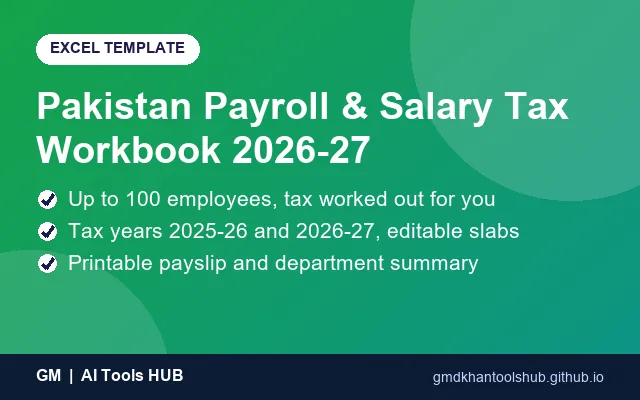 EXCEL TEMPLATE
Pakistan Payroll & Salary Tax
Workbook 2026-27
Up to 100 employees, tax worked out for you
Tax years 2025-26 and 2026-27, editable slabs
Printable payslip and department summary
GM | AI Tools HUB
gmdkhantoolshub.github.io